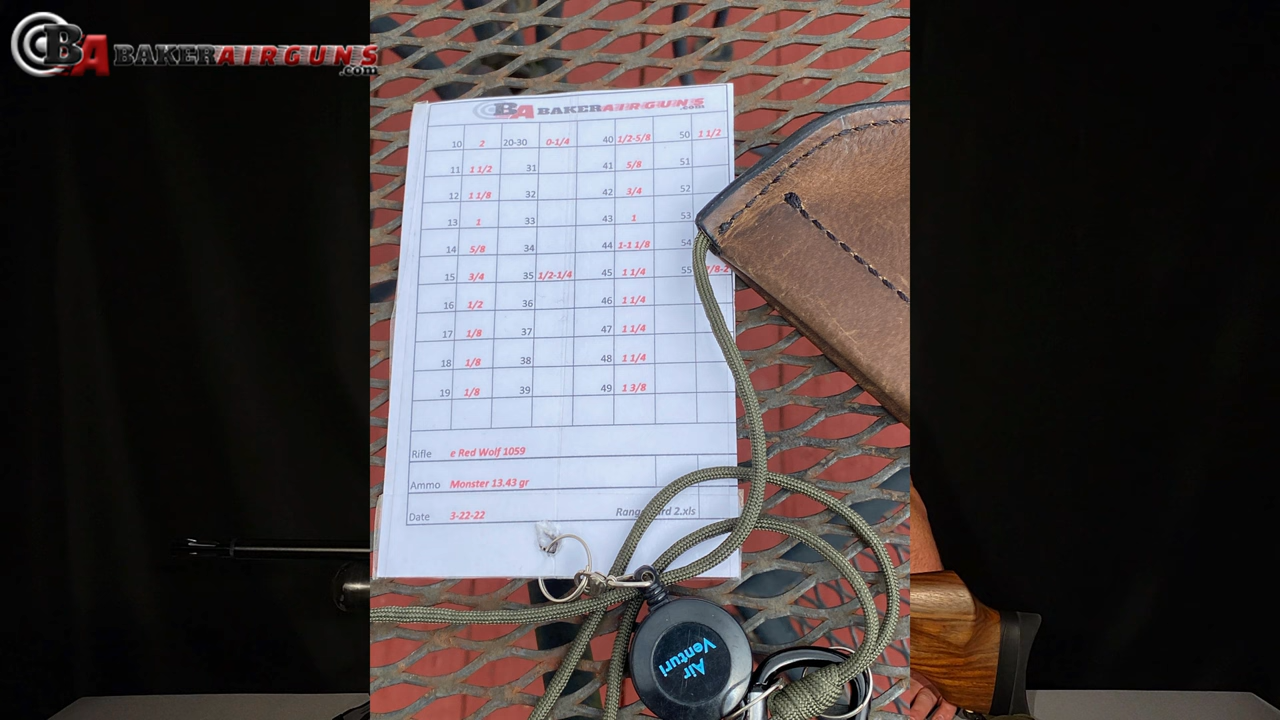 BA BAKERAIRGUNS.com
BA BAKERAIRGUNS.com
10 2 20-30 0-1/4 40 1/2-5/8 50 1 1/2
11 1 1/2 31 41 5/8 51
12 1 1/8 32 42 3/4 52
13 1 33 43 1 53
14 5/8 34 44 1-1 1/8 54
15 3/4 35 1/2-1/4 45 1 1/4 55
16 1/2 36 46 1 1/4
17 1/8 37 47 1 1/4
18 1/8 38 48 1 1/4
19 1/8 39 49 1 3/8
Rifle e Red Wolf 1059
Ammo Monster 13.43 gr
Date 3-22-22 2.xls
Air
Venturi